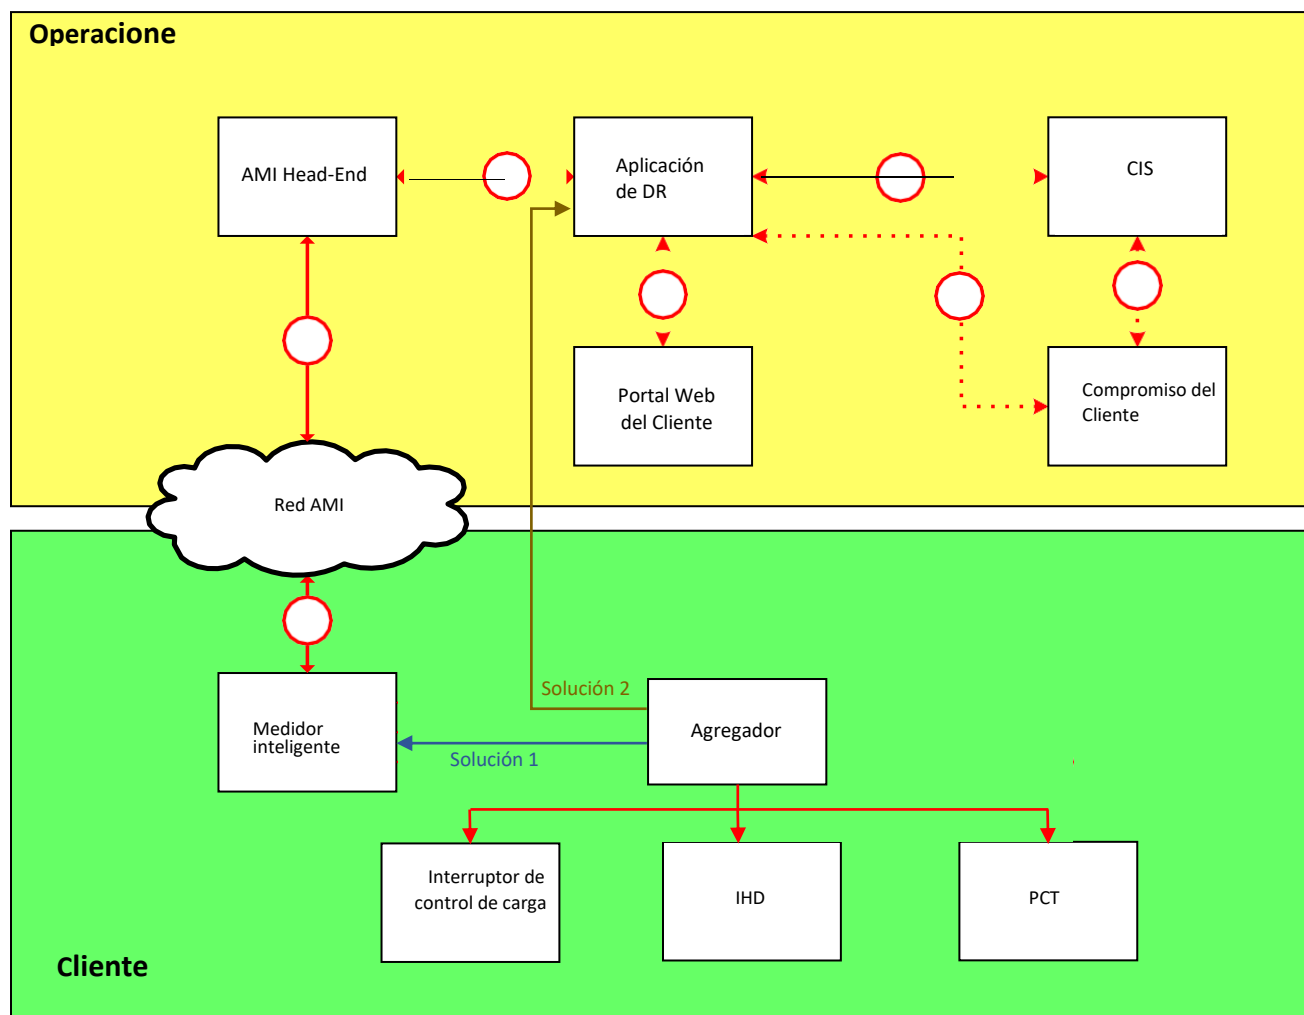 Operacione
AMI Head-End
Aplicación
de DR
CIS
Portal Web
del Cliente
Compromiso del
Cliente
Red AMI
Solución 2
Medidor
inteligente
Agregador
Solución 1
Interruptor de
control de carga
IHD
PCT
Cliente